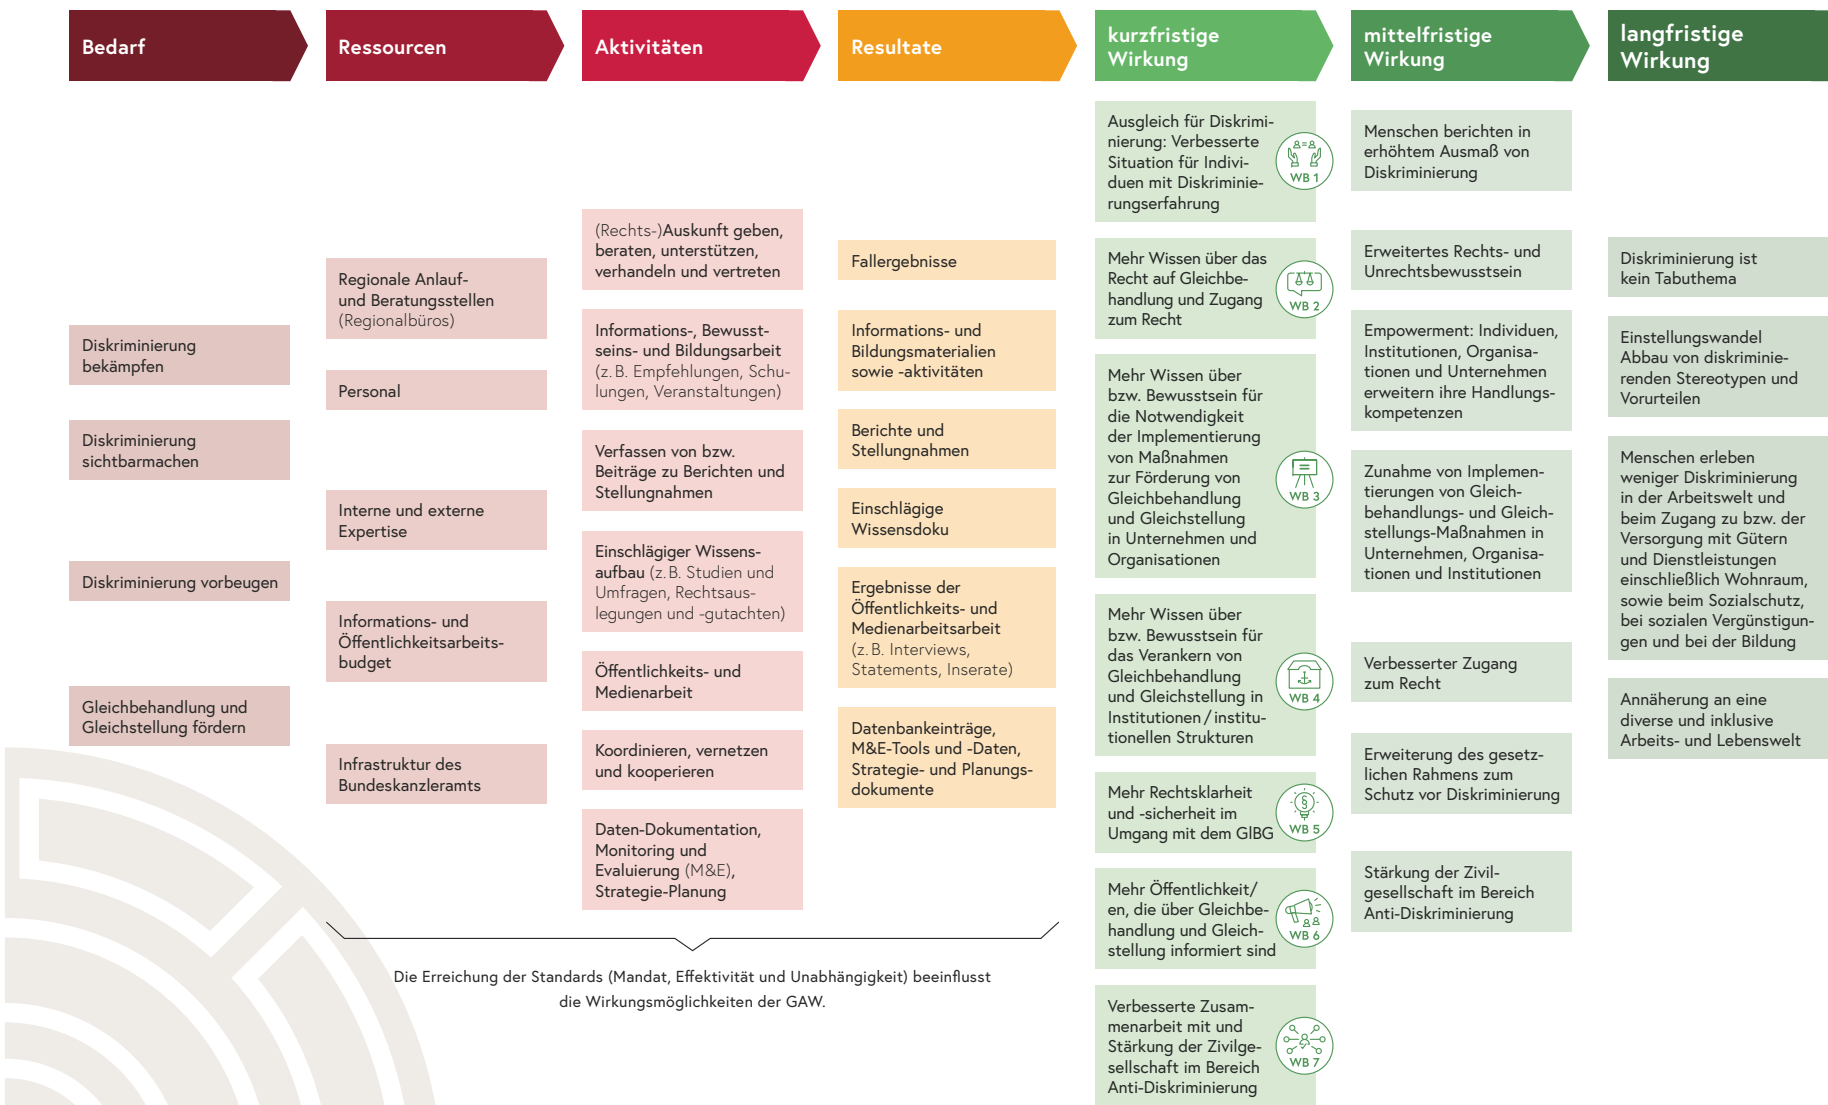 Bedarf
Diskriminierung
bekämpfen
Diskriminierung
sichtbarmachen
Diskriminierung vorbeugen
Gleichbehandlung und
Gleichstellung fördern
Ressourcen
Regionale Anlauf-
und Beratungsstellen
(Regionalbüros)
Personal
Interne und externe
Expertise
Informations- und
Öffentlichkeitsarbeits-
budget
Infrastruktur des
Bundeskanzleramts
Aktivitäten
(Rechts-)Auskunft geben,
beraten, unterstützen,
verhandeln und vertreten
Informations-, Bewusst-
seins- und Bildungsarbeit
(z. B. Empfehlungen, Schu-
lungen, Veranstaltungen)
Verfassen von bzw.
Beiträge zu Berichten und
Stellungnahmen
Einschlägiger Wissens-
aufbau (z. B. Studien und
Umfragen, Rechtsaus-
legungen und -gutachten)
Öffentlichkeits- und
Medienarbeit
Koordinieren, vernetzen
und kooperieren
Daten-Dokumentation,
Monitoring und
Evaluierung (M&E),
Strategie-Planung
Resultate
Fallergebnisse
Informations- und
Bildungsmaterialien
sowie -aktivitäten
Berichte und
Stellungnahmen
Einschlägige
Wissensdoku
Ergebnisse der
Öffentlichkeits- und
Medienarbeitsarbeit
(z. B. Interviews,
Statements, Inserate)
Datenbankeinträge,
M&E-Tools und -Daten,
Strategie- und Planungs-
dokumente
Die Erreichung der Standards (Mandat, Effektivität und Unabhängigkeit) beeinflusst
die Wirkungsmöglichkeiten der GAW.
kurzfristige
Wirkung
Ausgleich für Diskrimi-
nierung: Verbesserte
Situation für Indivi-
duen mit Diskriminie-
rungserfahrung
WB 1
Mehr Wissen über das
Recht auf Gleichbe-
handlung und Zugang
zum Recht
WB 2
Mehr Wissen über
bzw. Bewusstsein für
die Notwendigkeit
der Implementierung
von Maßnahmen
zur Förderung von
Gleichbehandlung
und Gleichstellung
in Unternehmen und
Organisationen
WB 3
Mehr Wissen über
bzw. Bewusstsein für
das Verankern von
Gleichbehandlung
und Gleichstellung in
Institutionen / institu-
tionellen Strukturen
WB 4
Mehr Rechtsklarheit
und -sicherheit im
Umgang mit dem GlBG
§
WB 5
Mehr Öffentlichkeit/
en, die über Gleichbe-
handlung und Gleich-
stellung informiert sind
WB 6
Verbesserte Zusam-
menarbeit mit und
Stärkung der Zivilge-
sellschaft im Bereich
Anti-Diskriminierung
WB 7
mittelfristige
Wirkung
Menschen berichten in
erhöhtem Ausmaß von
Diskriminierung
Erweitertes Rechts- und
Unrechtsbewusstsein
Empowerment: Individuen,
Institutionen, Organisa-
tionen und Unternehmen
erweitern ihre Handlungs-
kompetenzen
Zunahme von Implemen-
tierungen von Gleich-
behandlungs- und Gleich-
stellungs-Maßnahmen in
Unternehmen, Organisa-
tionen und Institutionen
Verbesserter Zugang
zum Recht
Erweiterung des gesetz-
lichen Rahmens zum
Schutz vor Diskriminierung
Stärkung der Zivil-
gesellschaft im Bereich
Anti-Diskriminierung
langfristige
Wirkung
Diskriminierung ist
kein Tabuthema
Einstellungswandel
Abbau von diskriminie-
renden Stereotypen und
Vorurteilen
Menschen erleben
weniger Diskriminierung
in der Arbeitswelt und
beim Zugang zu bzw. der
Versorgung mit Gütern
und Dienstleistungen
einschließlich Wohnraum,
sowie beim Sozialschutz,
bei sozialen Vergünstigun-
gen und bei der Bildung
Annäherung an eine
diverse und inklusive
Arbeits- und Lebenswelt